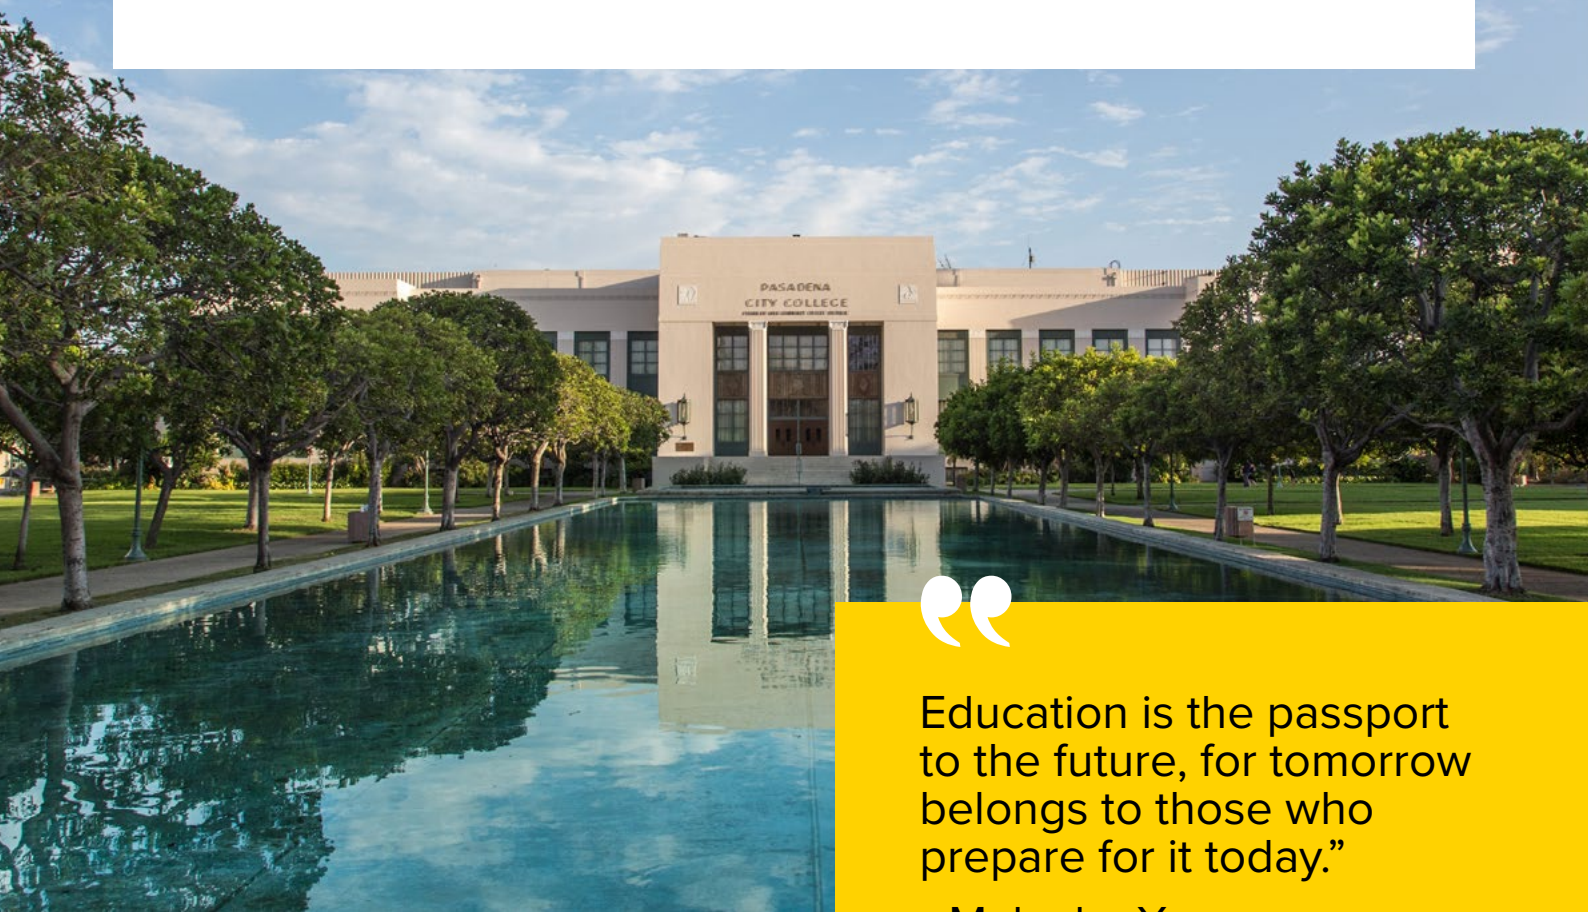 PASADENA
CITY COLLEGE
Education is the passport
to the future, for tomorrow
belongs to those who
prepare for it today.”